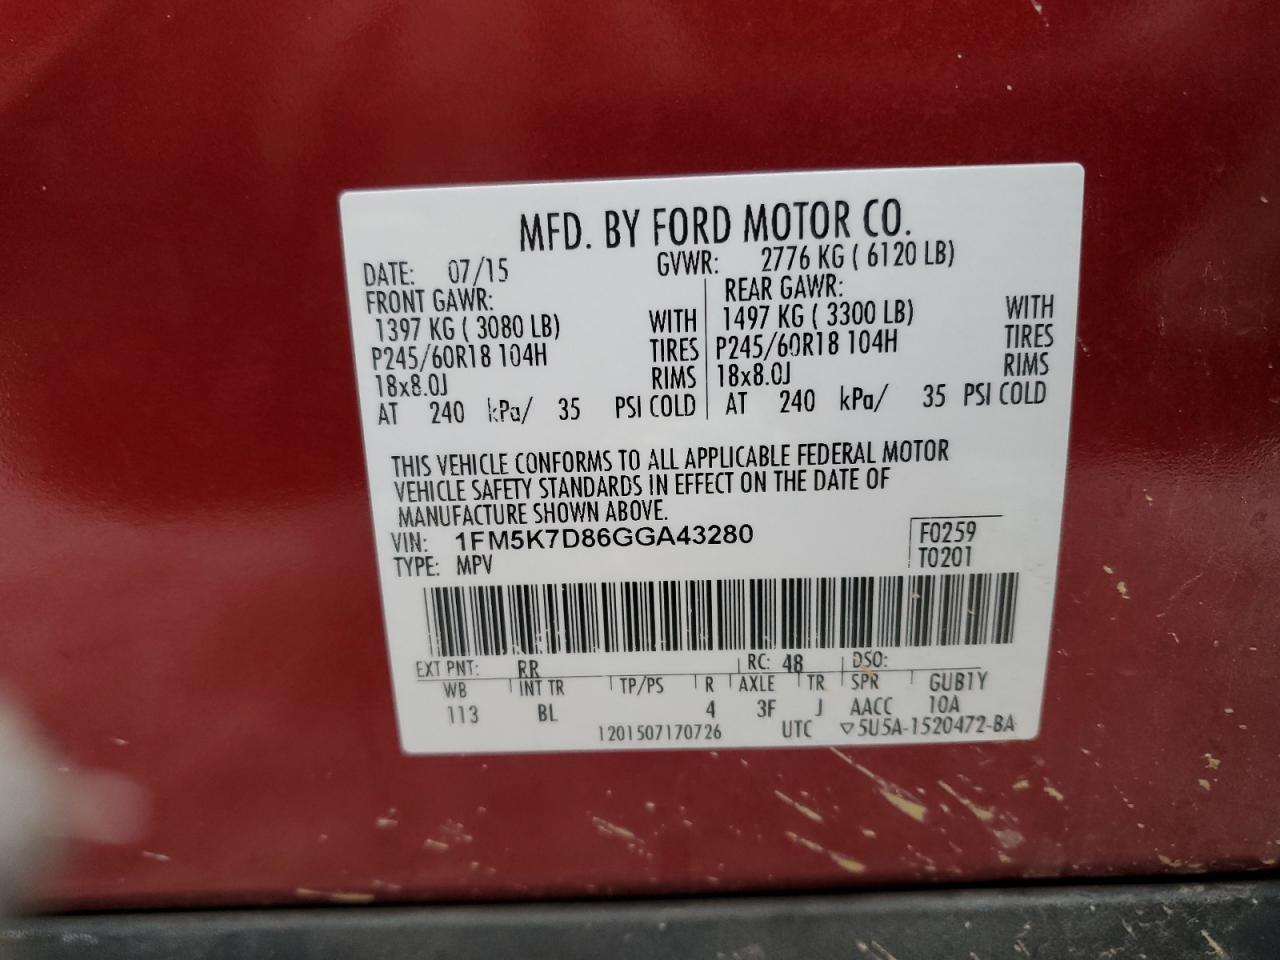 MFD. BY FORD MOTOR CO.
DATE: 07/15 GVWR: 2776 KG ( 6120 LB)
FRONT GAWR: REAR GAWR:
1397 KG ( 3080 LB) WITH 1497 KG ( 3300 LB) WITH
P245/60R18 104H TIRES P245/60R18 104H TIRES
18x8.0J RIMS 18x8.0J RIMS
AT 240 kPa/ 35 PSI COLD AT 240 kPa/ 35 PSI COLD
THIS VEHICLE CONFORMS TO ALL APPLICABLE FEDERAL MOTOR
VEHICLE SAFETY STANDARDS IN EFFECT ON THE DATE OF
MANUFACTURE SHOWN ABOVE.
VIN: 1FM5K7D86GGA43280 F0259
TYPE: MPV T0201
EXT PNT: RR RC: 48 DSO:
WB INT TR TP/PS R AXLE TR SPR GUB1Y
113 BL 4 3F J AACC 10A
1201507170726 UTC ▽5U5A-1520472-BA